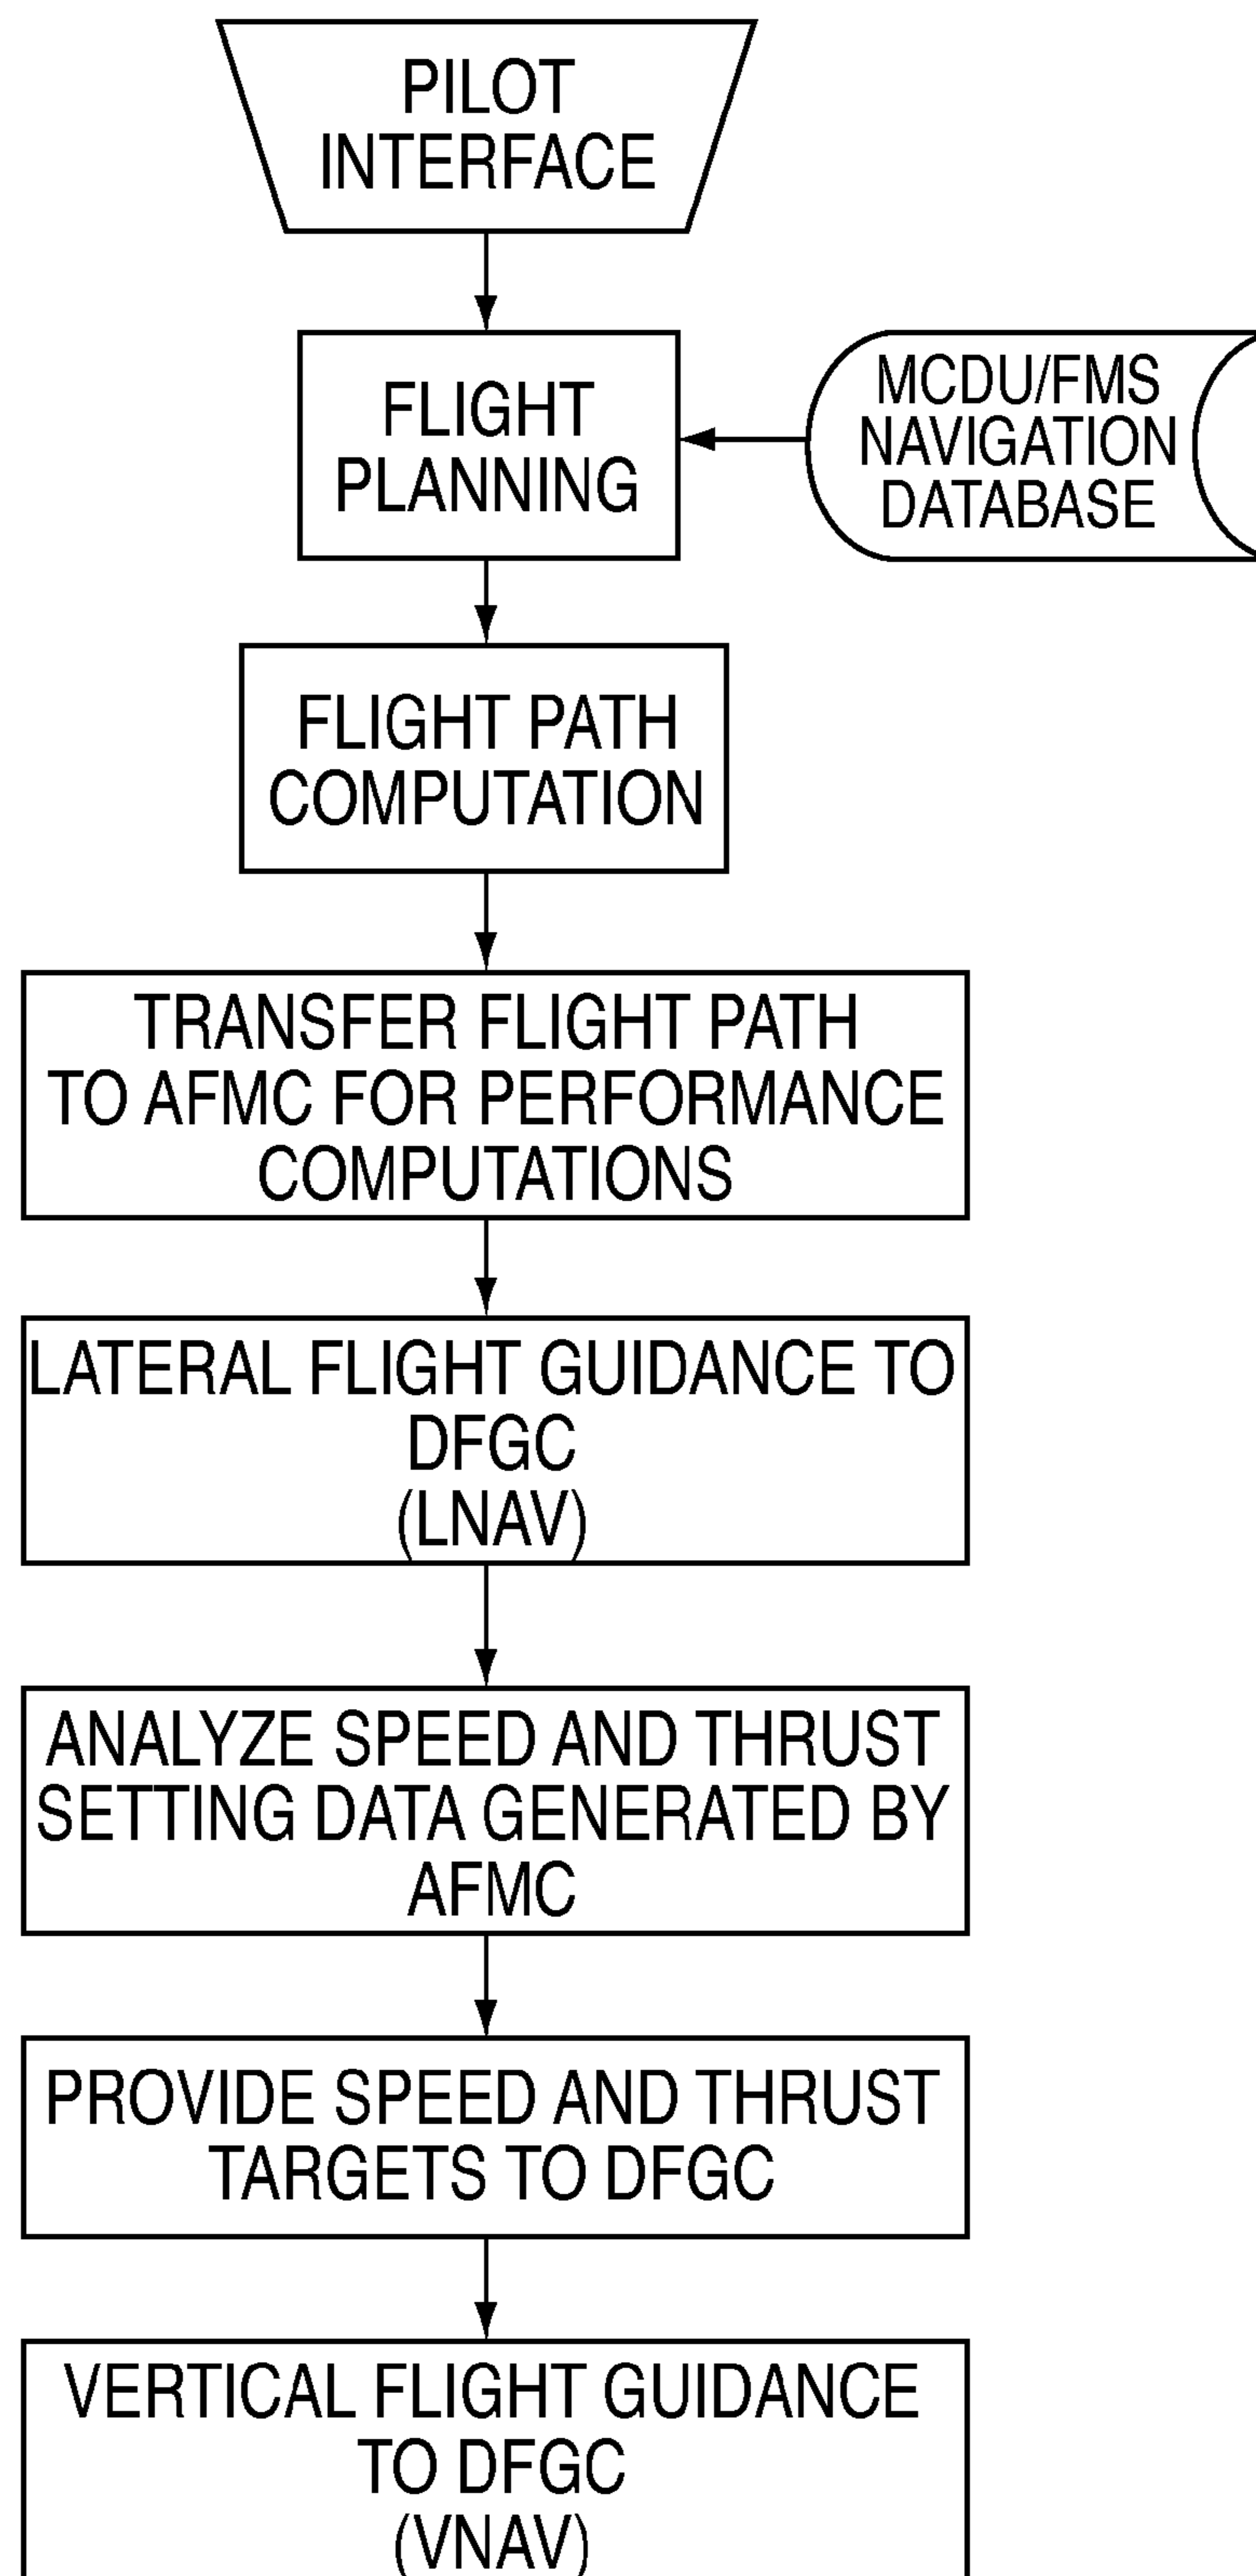 PILOT
INTERFACE
FLIGHT
PLANNING
MCDU/FMS
NAVIGATION
DATABASE
FLIGHT PATH
COMPUTATION
TRANSFER FLIGHT PATH
TO AFMC FOR PERFORMANCE
COMPUTATIONS
LATERAL FLIGHT GUIDANCE TO
DFGC
(LNAV)
ANALYZE SPEED AND THRUST
SETTING DATA GENERATED BY
AFMC
PROVIDE SPEED AND THRUST
TARGETS TO DFGC
VERTICAL FLIGHT GUIDANCE
TO DFGC
(VNAV)